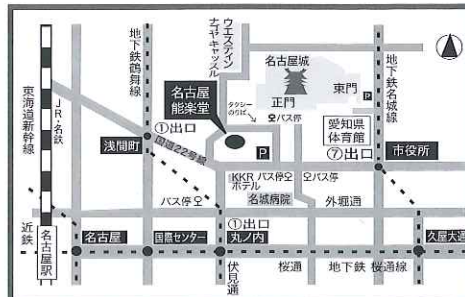 ウエスティン
ナゴヤキャッスル
地下鉄鶴舞線
地下鉄名城線
名古屋城
東門
正門
P
名古屋
能楽堂
タクシー
のりば
バス停
愛知県
体育館
①出口
⑦出口
市役所
東海道新幹線
JR・名鉄
浅間町
国道22号線
P
KKR
ホテル
バス停
バス停
名城病院
外堀通
バス停
①出口
近鉄
名古屋駅
名古屋
国際センター
丸ノ内
久屋大通
伏見通
桜通
地下鉄 桜通線
P